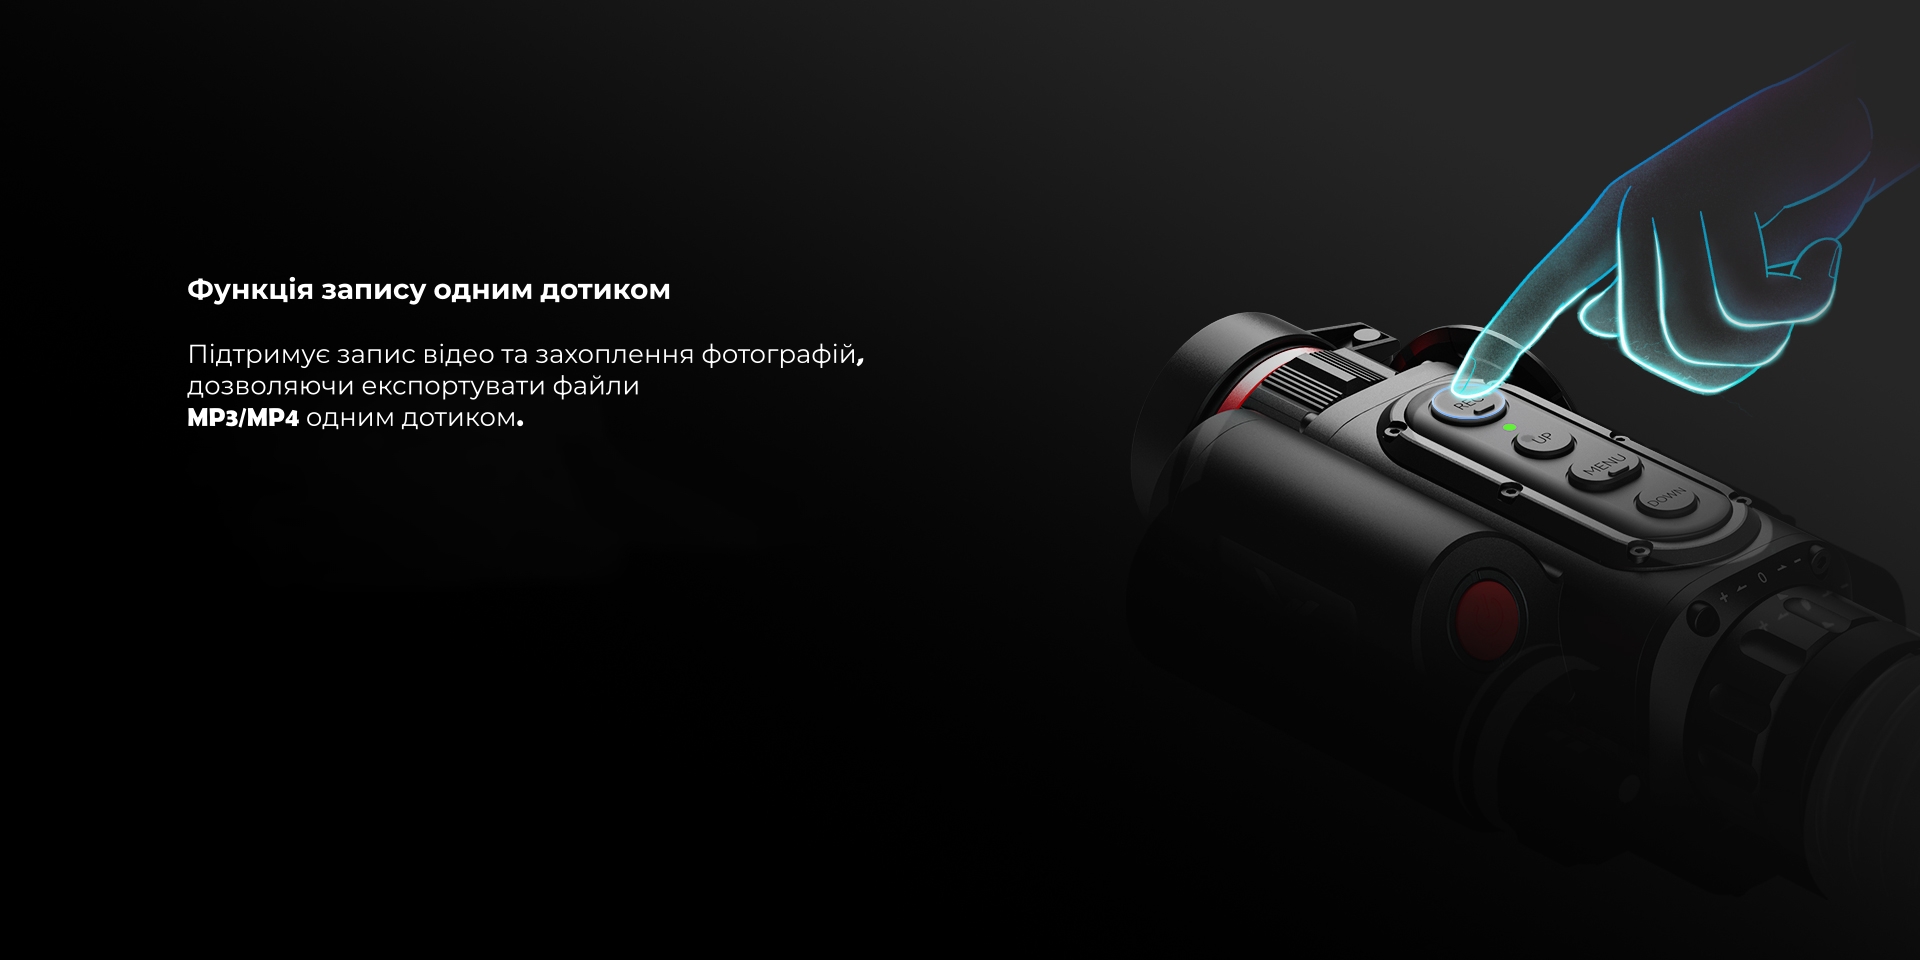 Функція запису одним дотиком
Підтримує запис відео та захоплення фотографій,
дозволяючи експортувати файли
MP3/MP4 одним дотиком.
REC
UP
MENU
DOWN
+ 0 -
+